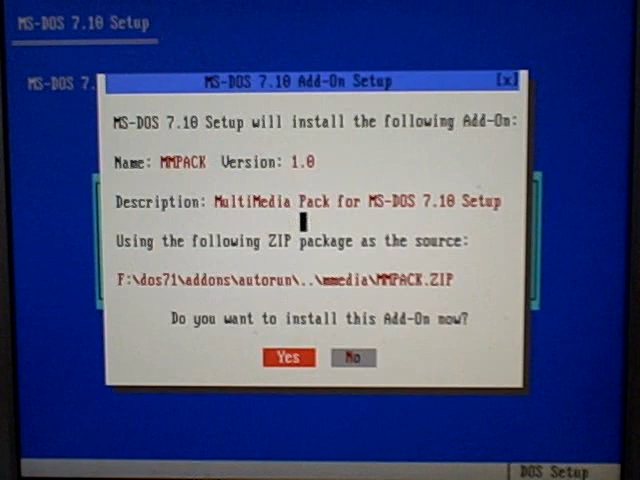 MS-DOS 7.10 Setup
MS-DOS 7.
MS-DOS 7.10 Add-On Setup [x]
MS-DOS 7.10 Setup will install the following Add-On:
Name: MMPACK Version: 1.0
Description: MultiMedia Pack for MS-DOS 7.10 Setup
Using the following ZIP package as the source:
F:\dos71\addons\autorun\..\mmedia\MMPACK.ZIP
Do you want to install this Add-On now?
Yes No
DOS Setup